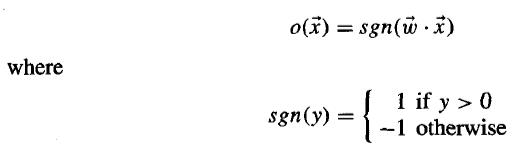 o(x⃗) = sgn(w⃗ · x⃗)
where
sgn(y) = { 1 if y > 0
−1 otherwise